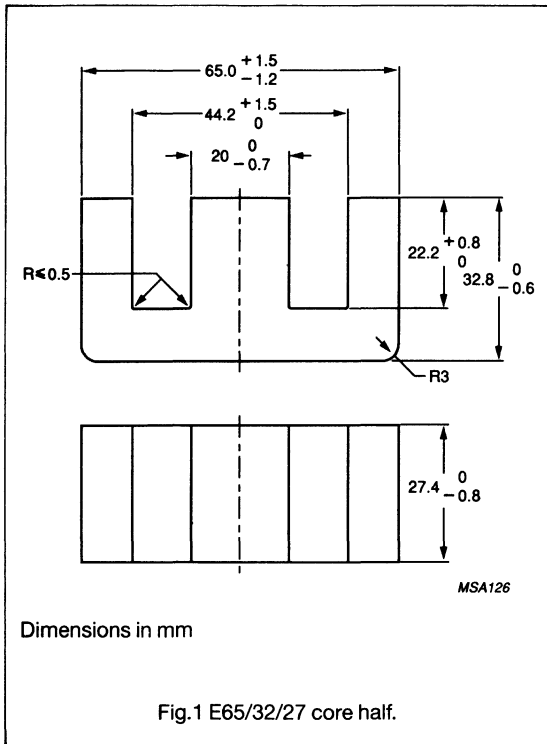 65.0 + 1.5 − 1.2
44.2 + 1.5 0
20 0 − 0.7
R≤0.5
22.2 + 0.8 0
32.8 0 − 0.6
R3
27.4 0 − 0.8
MSA126
Dimensions in mm
Fig.1 E65/32/27 core half.